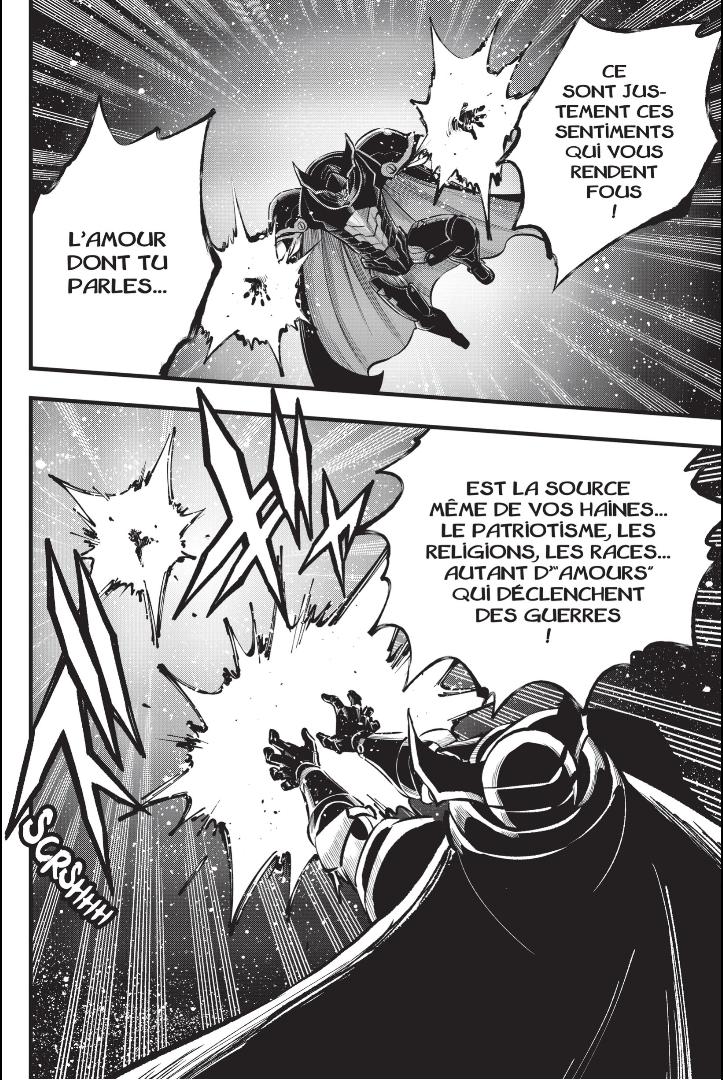 CE
SONT JUS-
TEMENT CES
SENTIMENTS
QUI VOUS
RENDENT
FOUS
!
L'AMOUR
DONT TU
PARLES...
EST LA SOURCE
MÊME DE VOS HAINES...
LE PATRIOTISME, LES
RELIGIONS, LES RACES...
AUTANT D'"AMOURS"
QUI DÉCLENCHENT
DES GUERRES
!
SCRSHHH